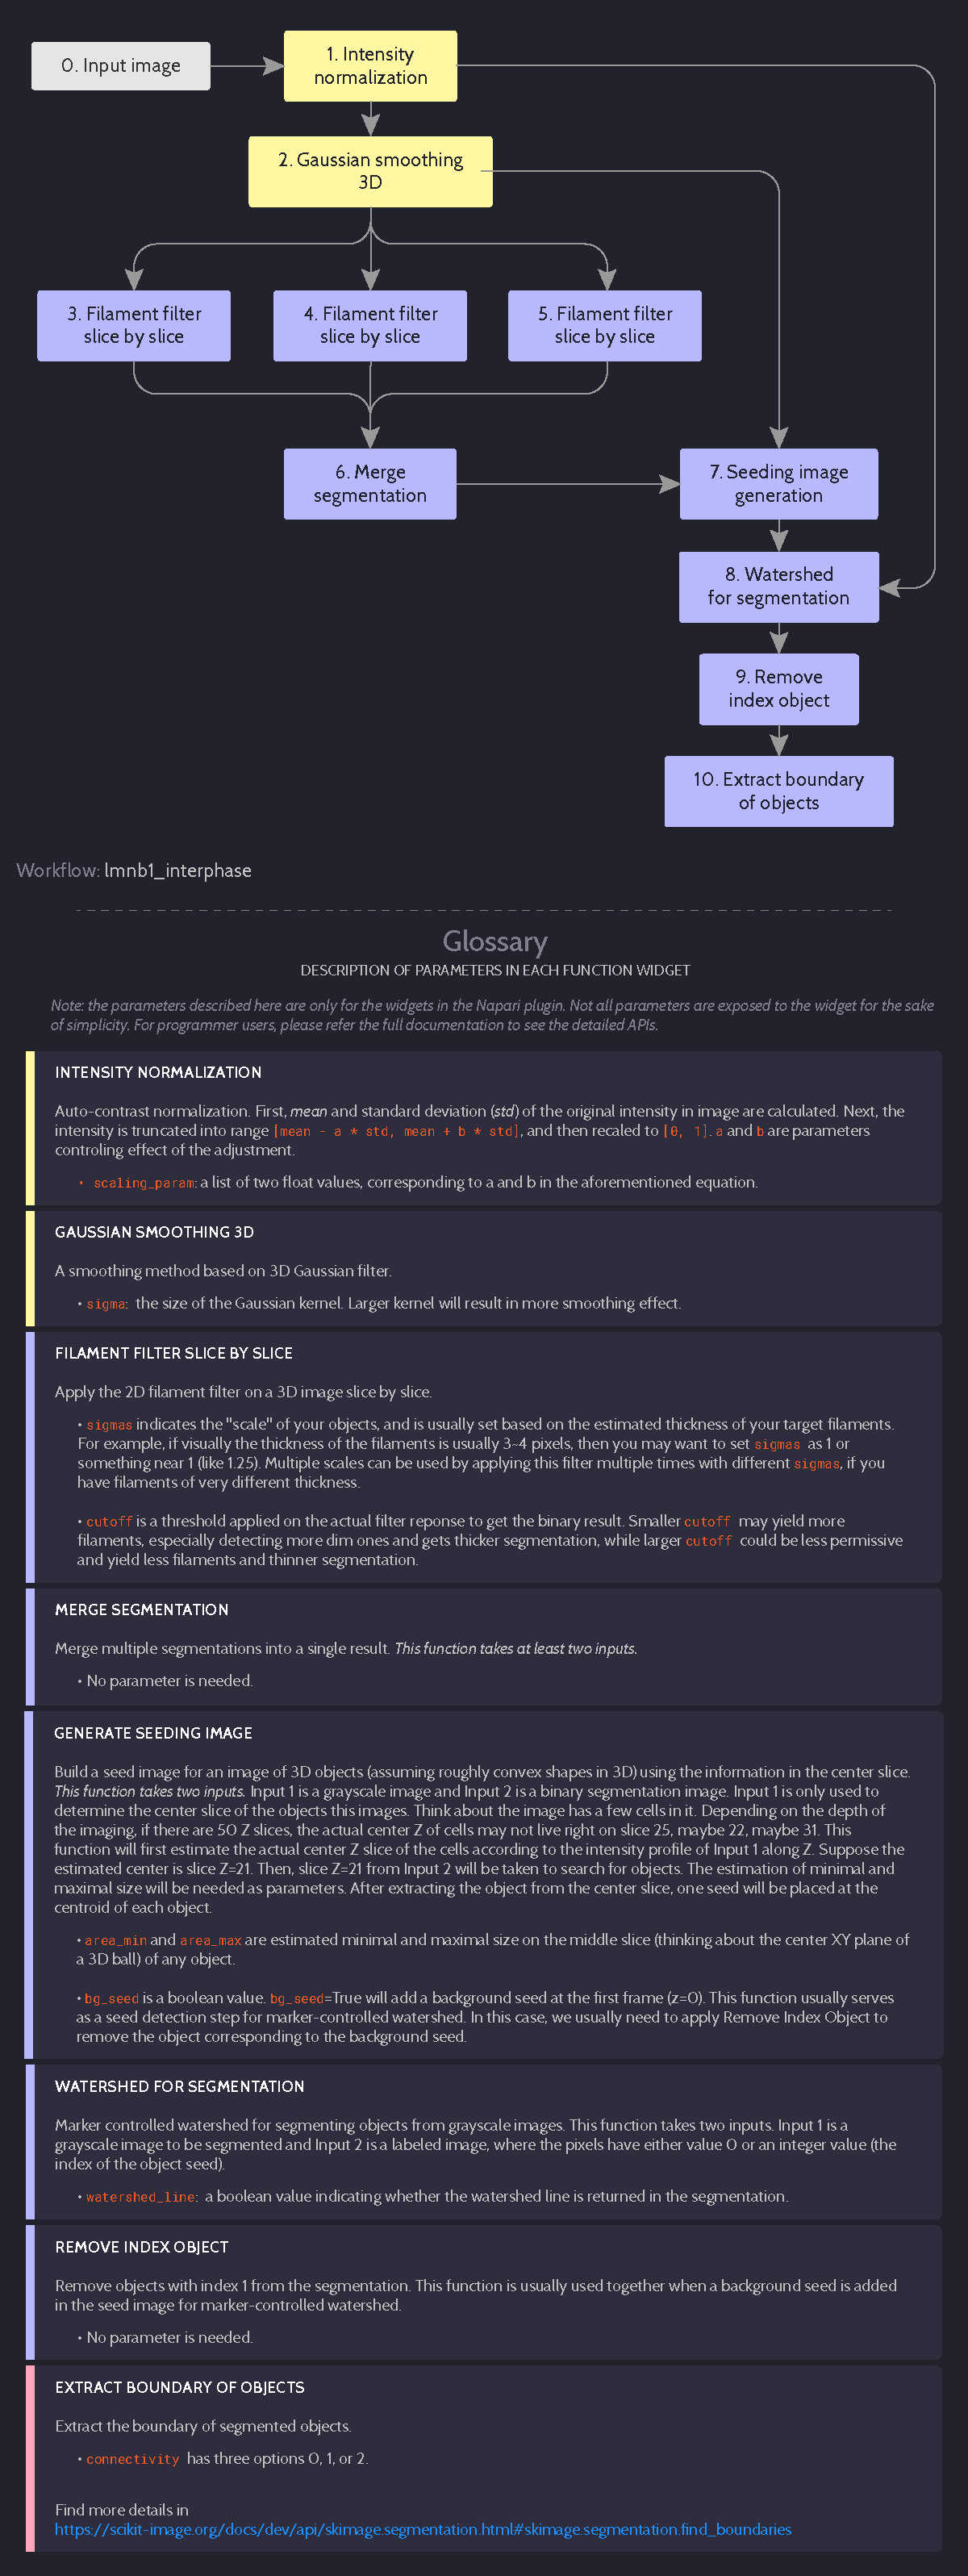 0. Input image
1. Intensity
normalization
2. Gaussian smoothing
3D
3. Filament filter
slice by slice
4. Filament filter
slice by slice
5. Filament filter
slice by slice
6. Merge
segmentation
7. Seeding image
generation
8. Watershed
for segmentation
9. Remove
index object
10. Extract boundary
of objects
Workflow: lmnb1_interphase
Glossary
DESCRIPTION OF PARAMETERS IN EACH FUNCTION WIDGET
Note: the parameters described here are only for the widgets in the Napari plugin. Not all parameters are exposed to the widget for the sake
of simplicity. For programmer users, please refer the full documentation to see the detailed APIs.
INTENSITY NORMALIZATION
Auto-contrast normalization. First, mean and standard deviation (std) of the original intensity in image are calculated. Next, the
intensity is truncated into range [mean - a * std, mean + b * std], and then recaled to [0, 1]. a and b are parameters
controling effect of the adjustment.
• scaling_param: a list of two float values, corresponding to a and b in the aforementioned equation.
GAUSSIAN SMOOTHING 3D
A smoothing method based on 3D Gaussian filter.
• sigma: the size of the Gaussian kernel. Larger kernel will result in more smoothing effect.
FILAMENT FILTER SLICE BY SLICE
Apply the 2D filament filter on a 3D image slice by slice.
• sigmas indicates the "scale" of your objects, and is usually set based on the estimated thickness of your target filaments.
For example, if visually the thickness of the filaments is usually 3~4 pixels, then you may want to set sigmas as 1 or
something near 1 (like 1.25). Multiple scales can be used by applying this filter multiple times with different sigmas, if you
have filaments of very different thickness.
• cutoff is a threshold applied on the actual filter reponse to get the binary result. Smaller cutoff may yield more
filaments, especially detecting more dim ones and gets thicker segmentation, while larger cutoff could be less permissive
and yield less filaments and thinner segmentation.
MERGE SEGMENTATION
Merge multiple segmentations into a single result. This function takes at least two inputs.
• No parameter is needed.
GENERATE SEEDING IMAGE
Build a seed image for an image of 3D objects (assuming roughly convex shapes in 3D) using the information in the center slice.
This function takes two inputs. Input 1 is a grayscale image and Input 2 is a binary segmentation image. Input 1 is only used to
determine the center slice of the objects this images. Think about the image has a few cells in it. Depending on the depth of
the imaging, if there are 50 Z slices, the actual center Z of cells may not live right on slice 25, maybe 22, maybe 31. This
function will first estimate the actual center Z slice of the cells according to the intensity profile of Input 1 along Z. Suppose the
estimated center is slice Z=21. Then, slice Z=21 from Input 2 will be taken to search for objects. The estimation of minimal and
maximal size will be needed as parameters. After extracting the object from the center slice, one seed will be placed at the
centroid of each object.
• area_min and area_max are estimated minimal and maximal size on the middle slice (thinking about the center XY plane of
a 3D ball) of any object.
• bg_seed is a boolean value. bg_seed=True will add a background seed at the first frame (z=0). This function usually serves
as a seed detection step for marker-controlled watershed. In this case, we usually need to apply Remove Index Object to
remove the object corresponding to the background seed.
WATERSHED FOR SEGMENTATION
Marker controlled watershed for segmenting objects from grayscale images. This function takes two inputs. Input 1 is a
grayscale image to be segmented and Input 2 is a labeled image, where the pixels have either value 0 or an integer value (the
index of the object seed).
• watershed_line: a boolean value indicating whether the watershed line is returned in the segmentation.
REMOVE INDEX OBJECT
Remove objects with index 1 from the segmentation. This function is usually used together when a background seed is added
in the seed image for marker-controlled watershed.
• No parameter is needed.
EXTRACT BOUNDARY OF OBJECTS
Extract the boundary of segmented objects.
• connectivity has three options 0, 1, or 2.
Find more details in
https://scikit-image.org/docs/dev/api/skimage.segmentation.html#skimage.segmentation.find_boundaries